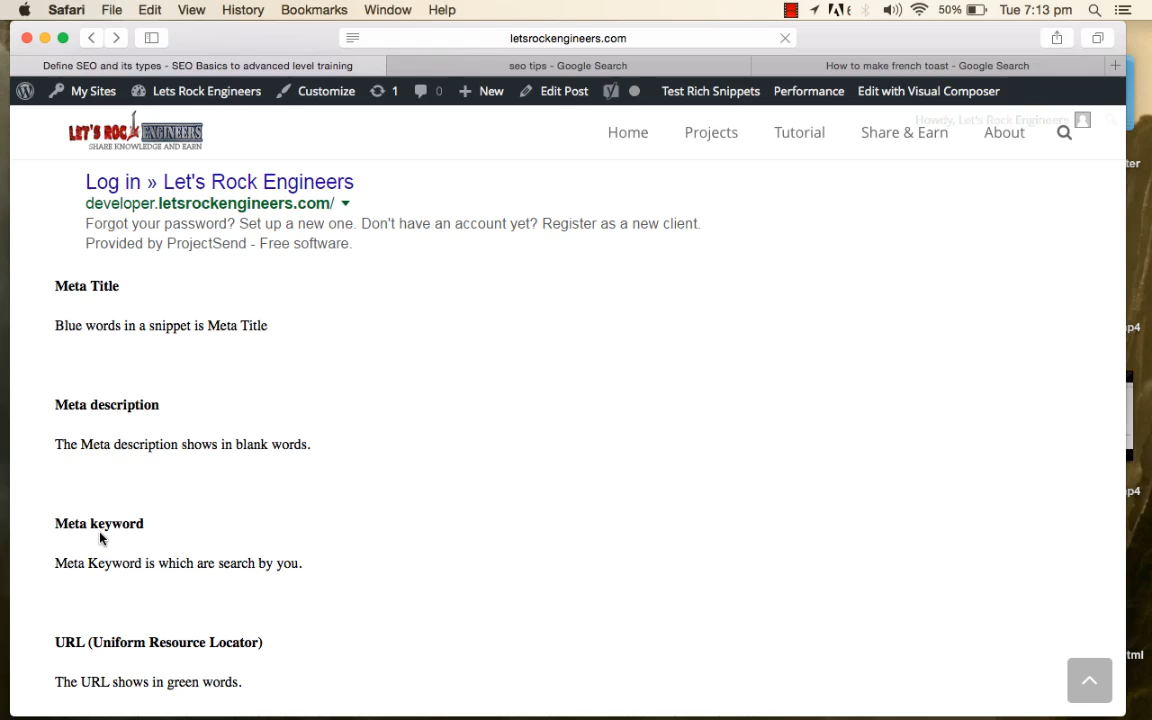 Safari File Edit View History Bookmarks Window Help 50% Tue 7:13 pm
letsrockengineers.com
Define SEO and its types - SEO Basics to advanced level training seo tips - Google Search How to make french toast - Google Search
My Sites Lets Rock Engineers Customize 1 0 New Edit Post Test Rich Snippets Performance Edit with Visual Composer
Howdy, Let's Rock Engineers
LET'S ROCK ENGINEERS
SHARE KNOWLEDGE AND EARN
Home Projects Tutorial Share & Earn About
Log in » Let's Rock Engineers
developer.letsrockengineers.com/
Forgot your password? Set up a new one. Don't have an account yet? Register as a new client.
Provided by ProjectSend - Free software.
Meta Title
Blue words in a snippet is Meta Title
Meta description
The Meta description shows in blank words.
Meta keyword
Meta Keyword is which are search by you.
URL (Uniform Resource Locator)
The URL shows in green words.
p4
p4
tml